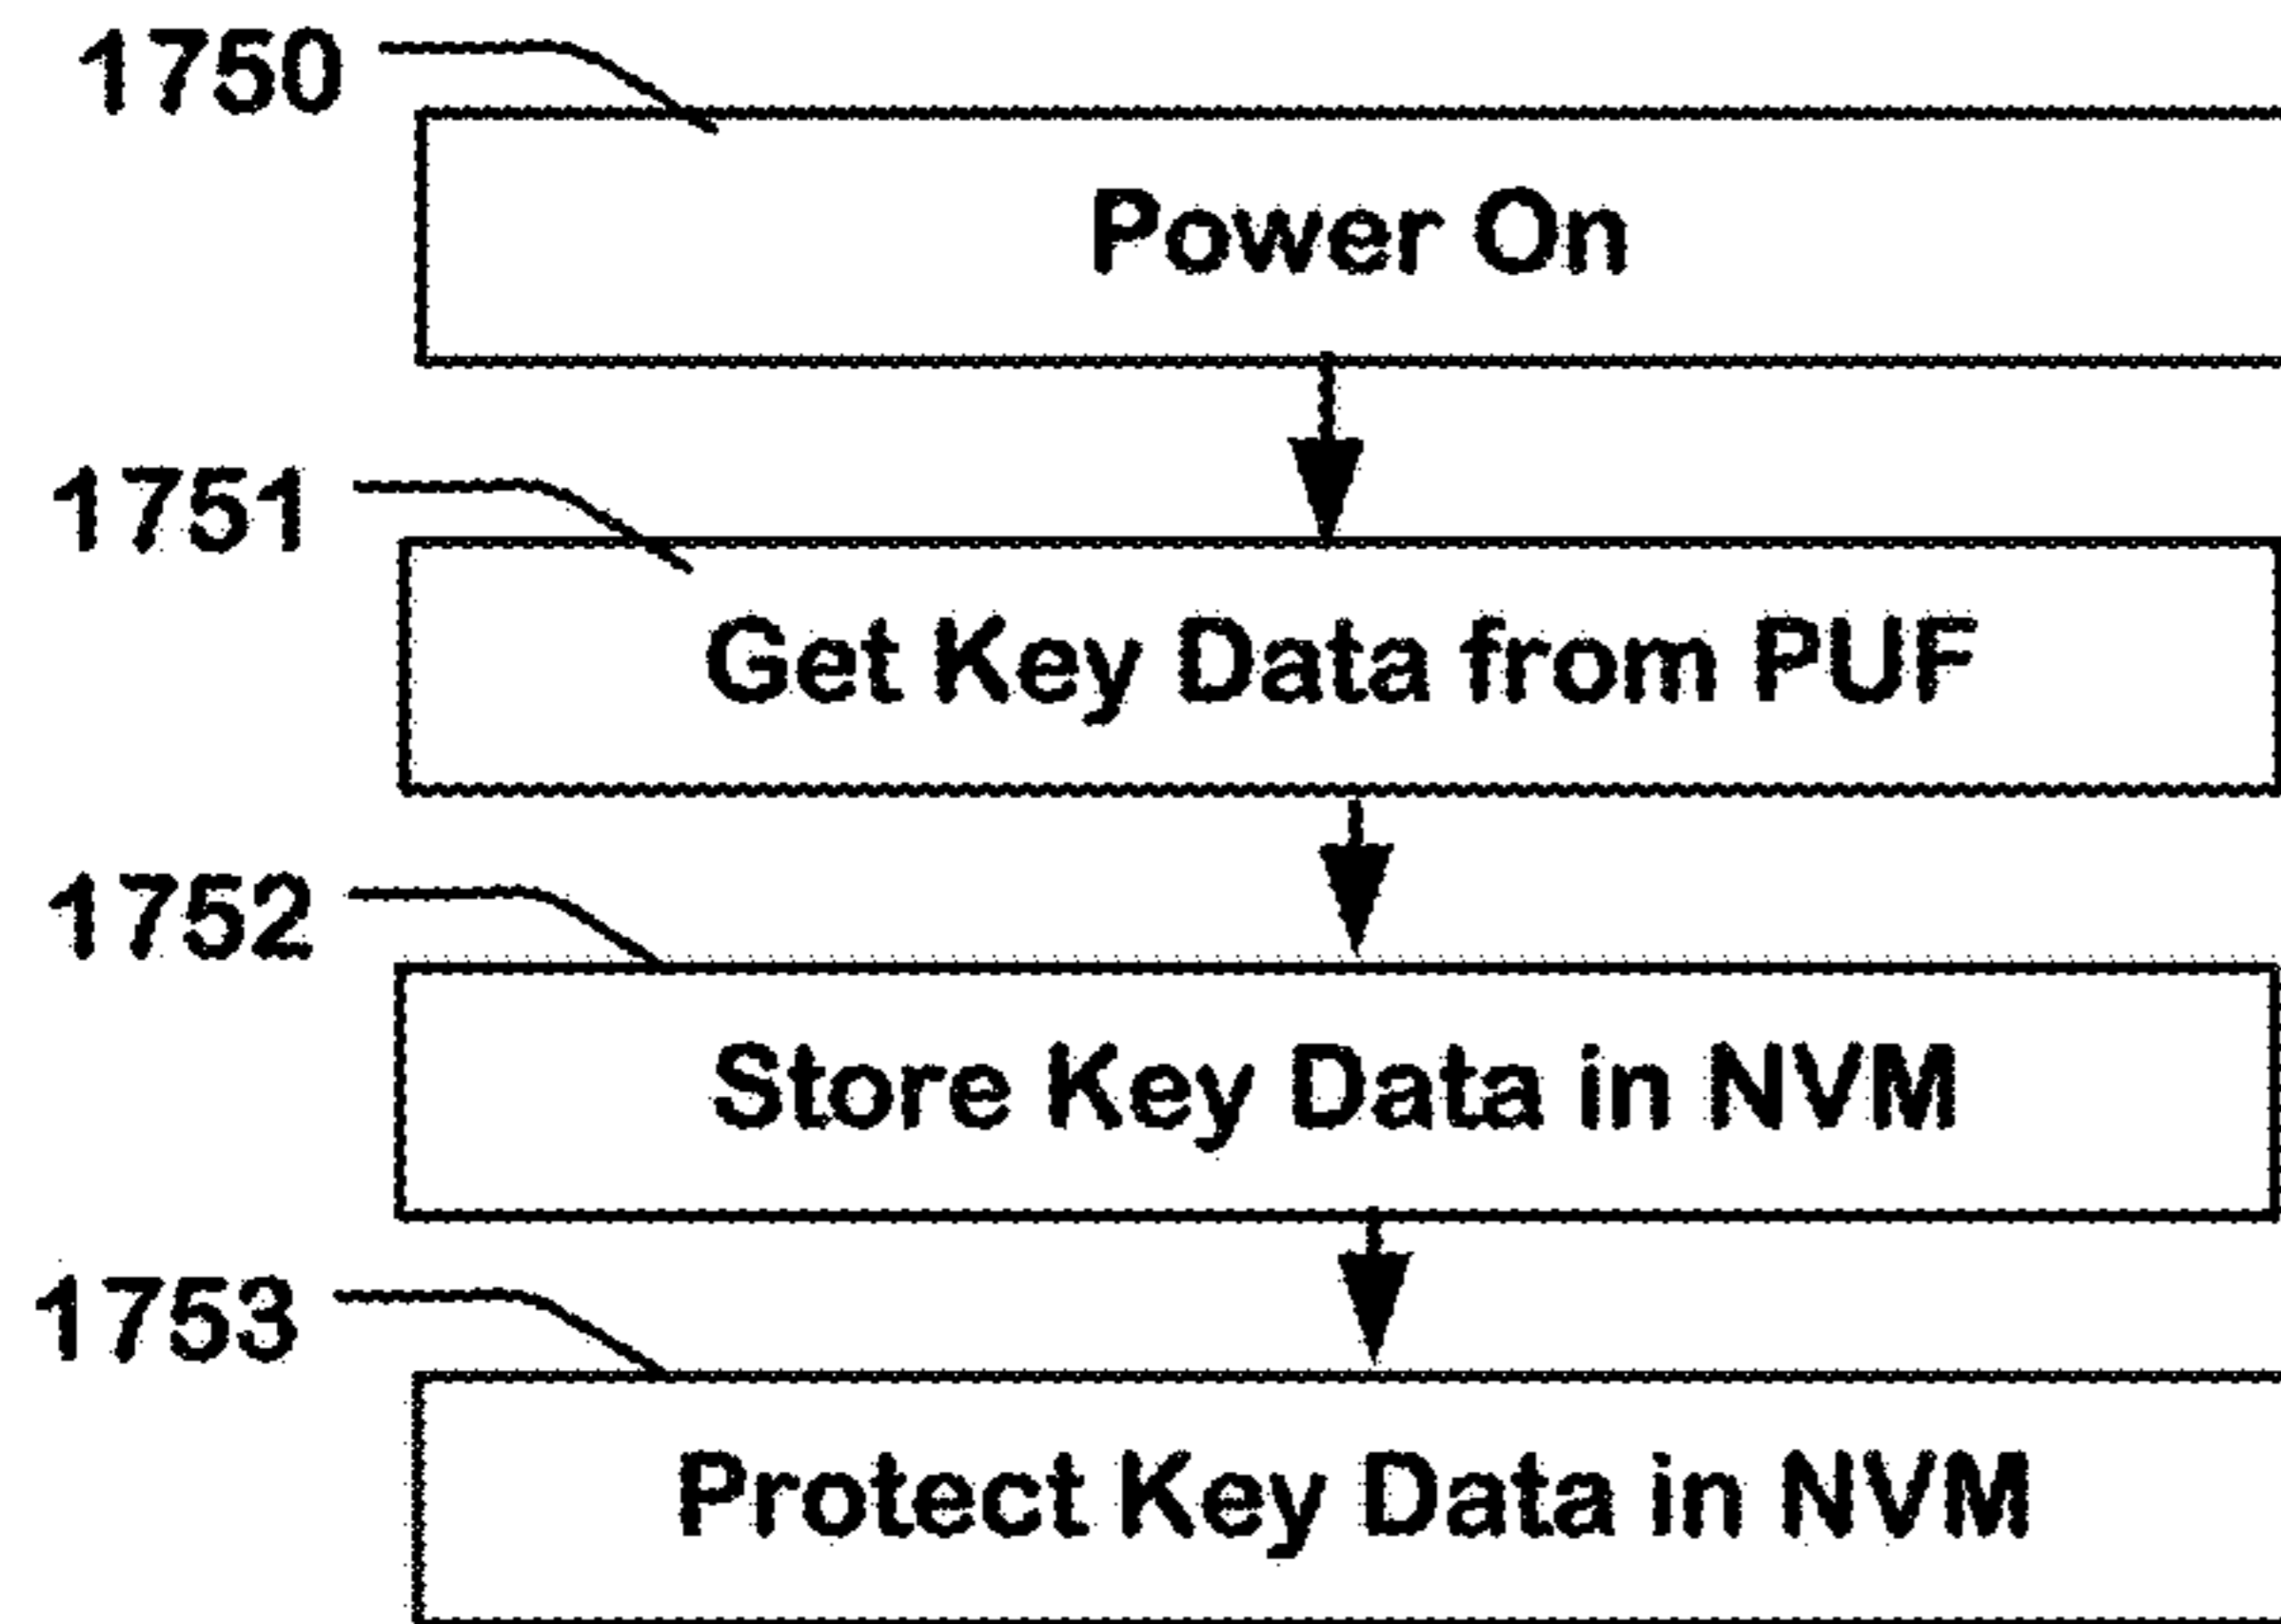 1750
Power On
1751
Get Key Data from PUF
1752
Store Key Data in NVM
1753
Protect Key Data in NVM